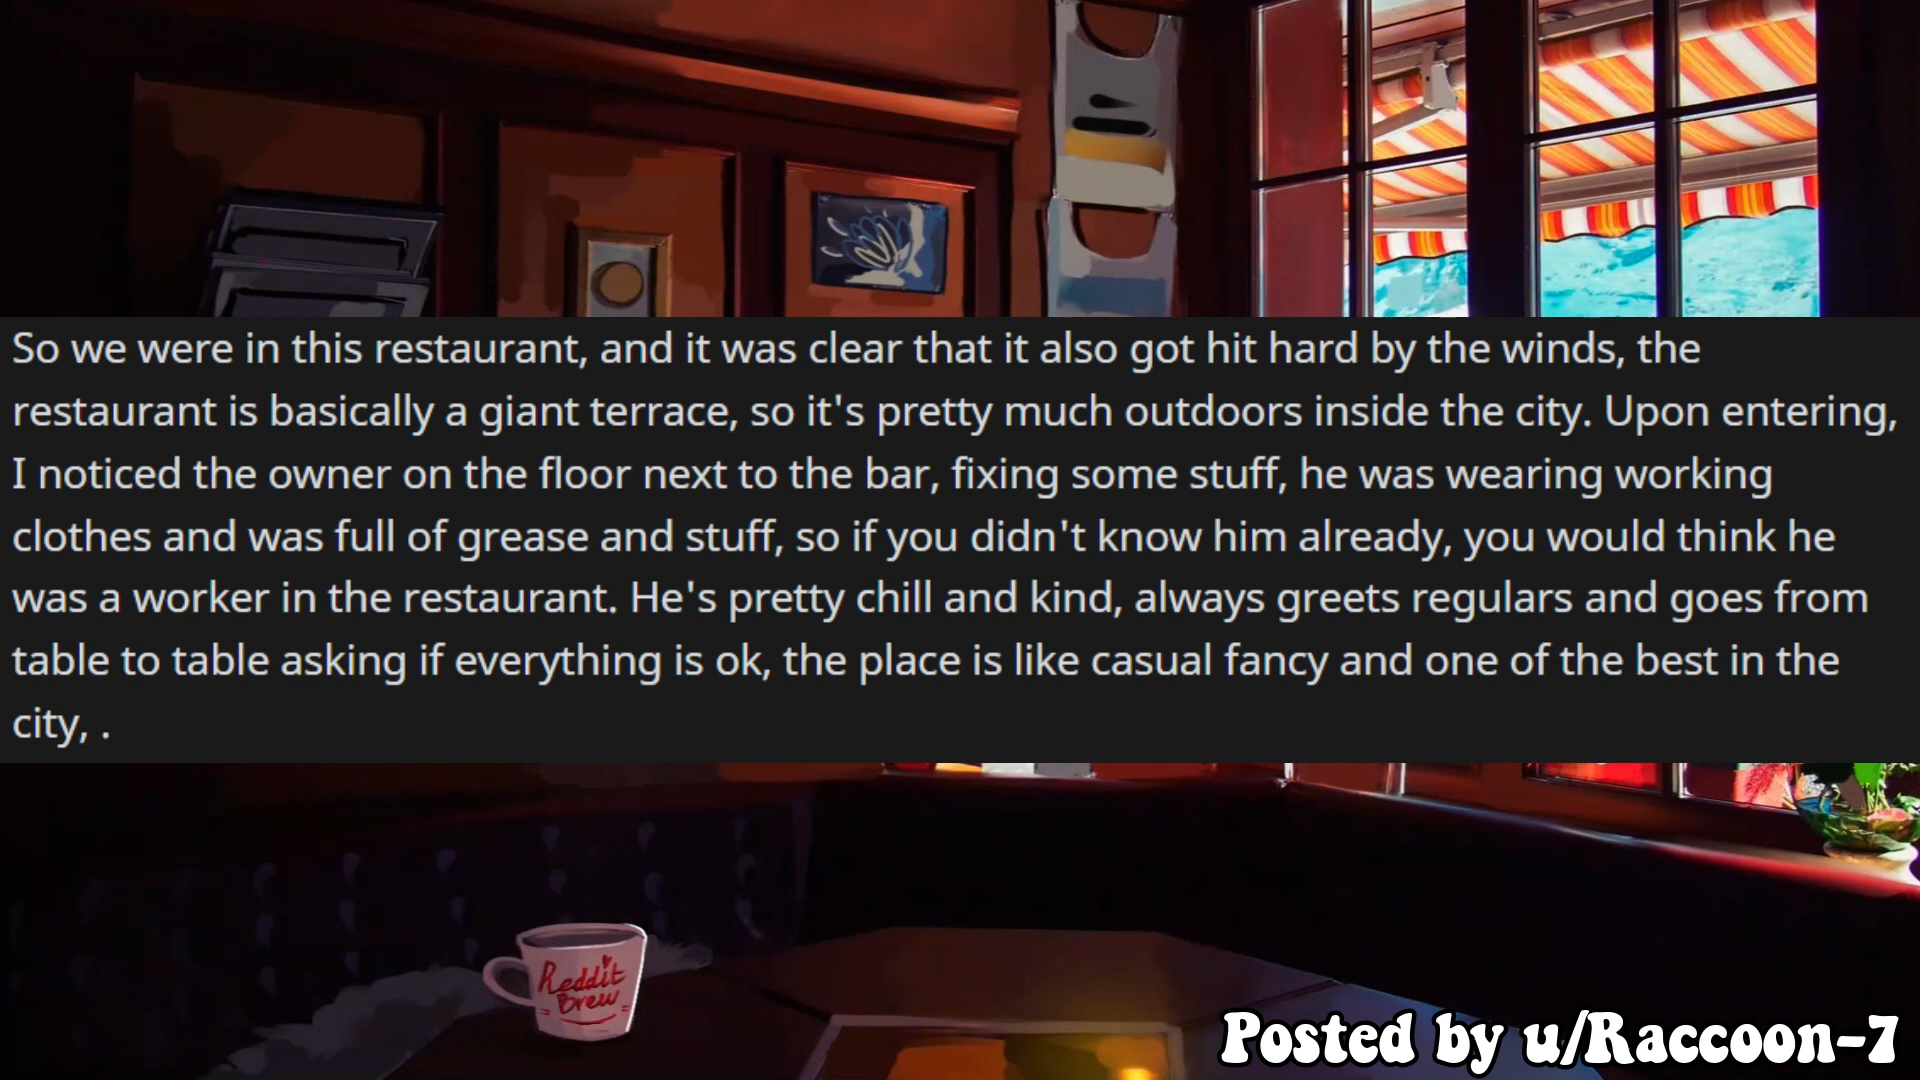 So we were in this restaurant, and it was clear that it also got hit hard by the winds, the
restaurant is basically a giant terrace, so it's pretty much outdoors inside the city. Upon entering,
I noticed the owner on the floor next to the bar, fixing some stuff, he was wearing working
clothes and was full of grease and stuff, so if you didn't know him already, you would think he
was a worker in the restaurant. He's pretty chill and kind, always greets regulars and goes from
table to table asking if everything is ok, the place is like casual fancy and one of the best in the
city, .
Reddit
Brew
Posted by u/Raccoon-7